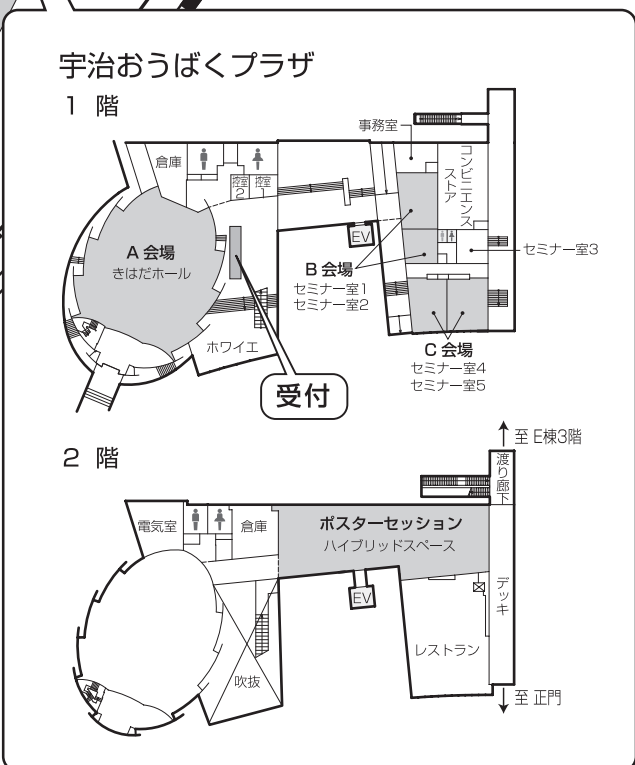 宇治おうばくプラザ
1 階
事務室
倉庫
控室2
控室1
コンビニエンス
ストア
EV
A 会場
きはだホール
B 会場
セミナー室1
セミナー室2
セミナー室3
ホワイエ
受付
C 会場
セミナー室4
セミナー室5
2 階
至 E棟3階
渡り廊下
電気室
倉庫
ポスターセッション
ハイブリッドスペース
EV
デッキ
レストラン
吹抜
至 正門